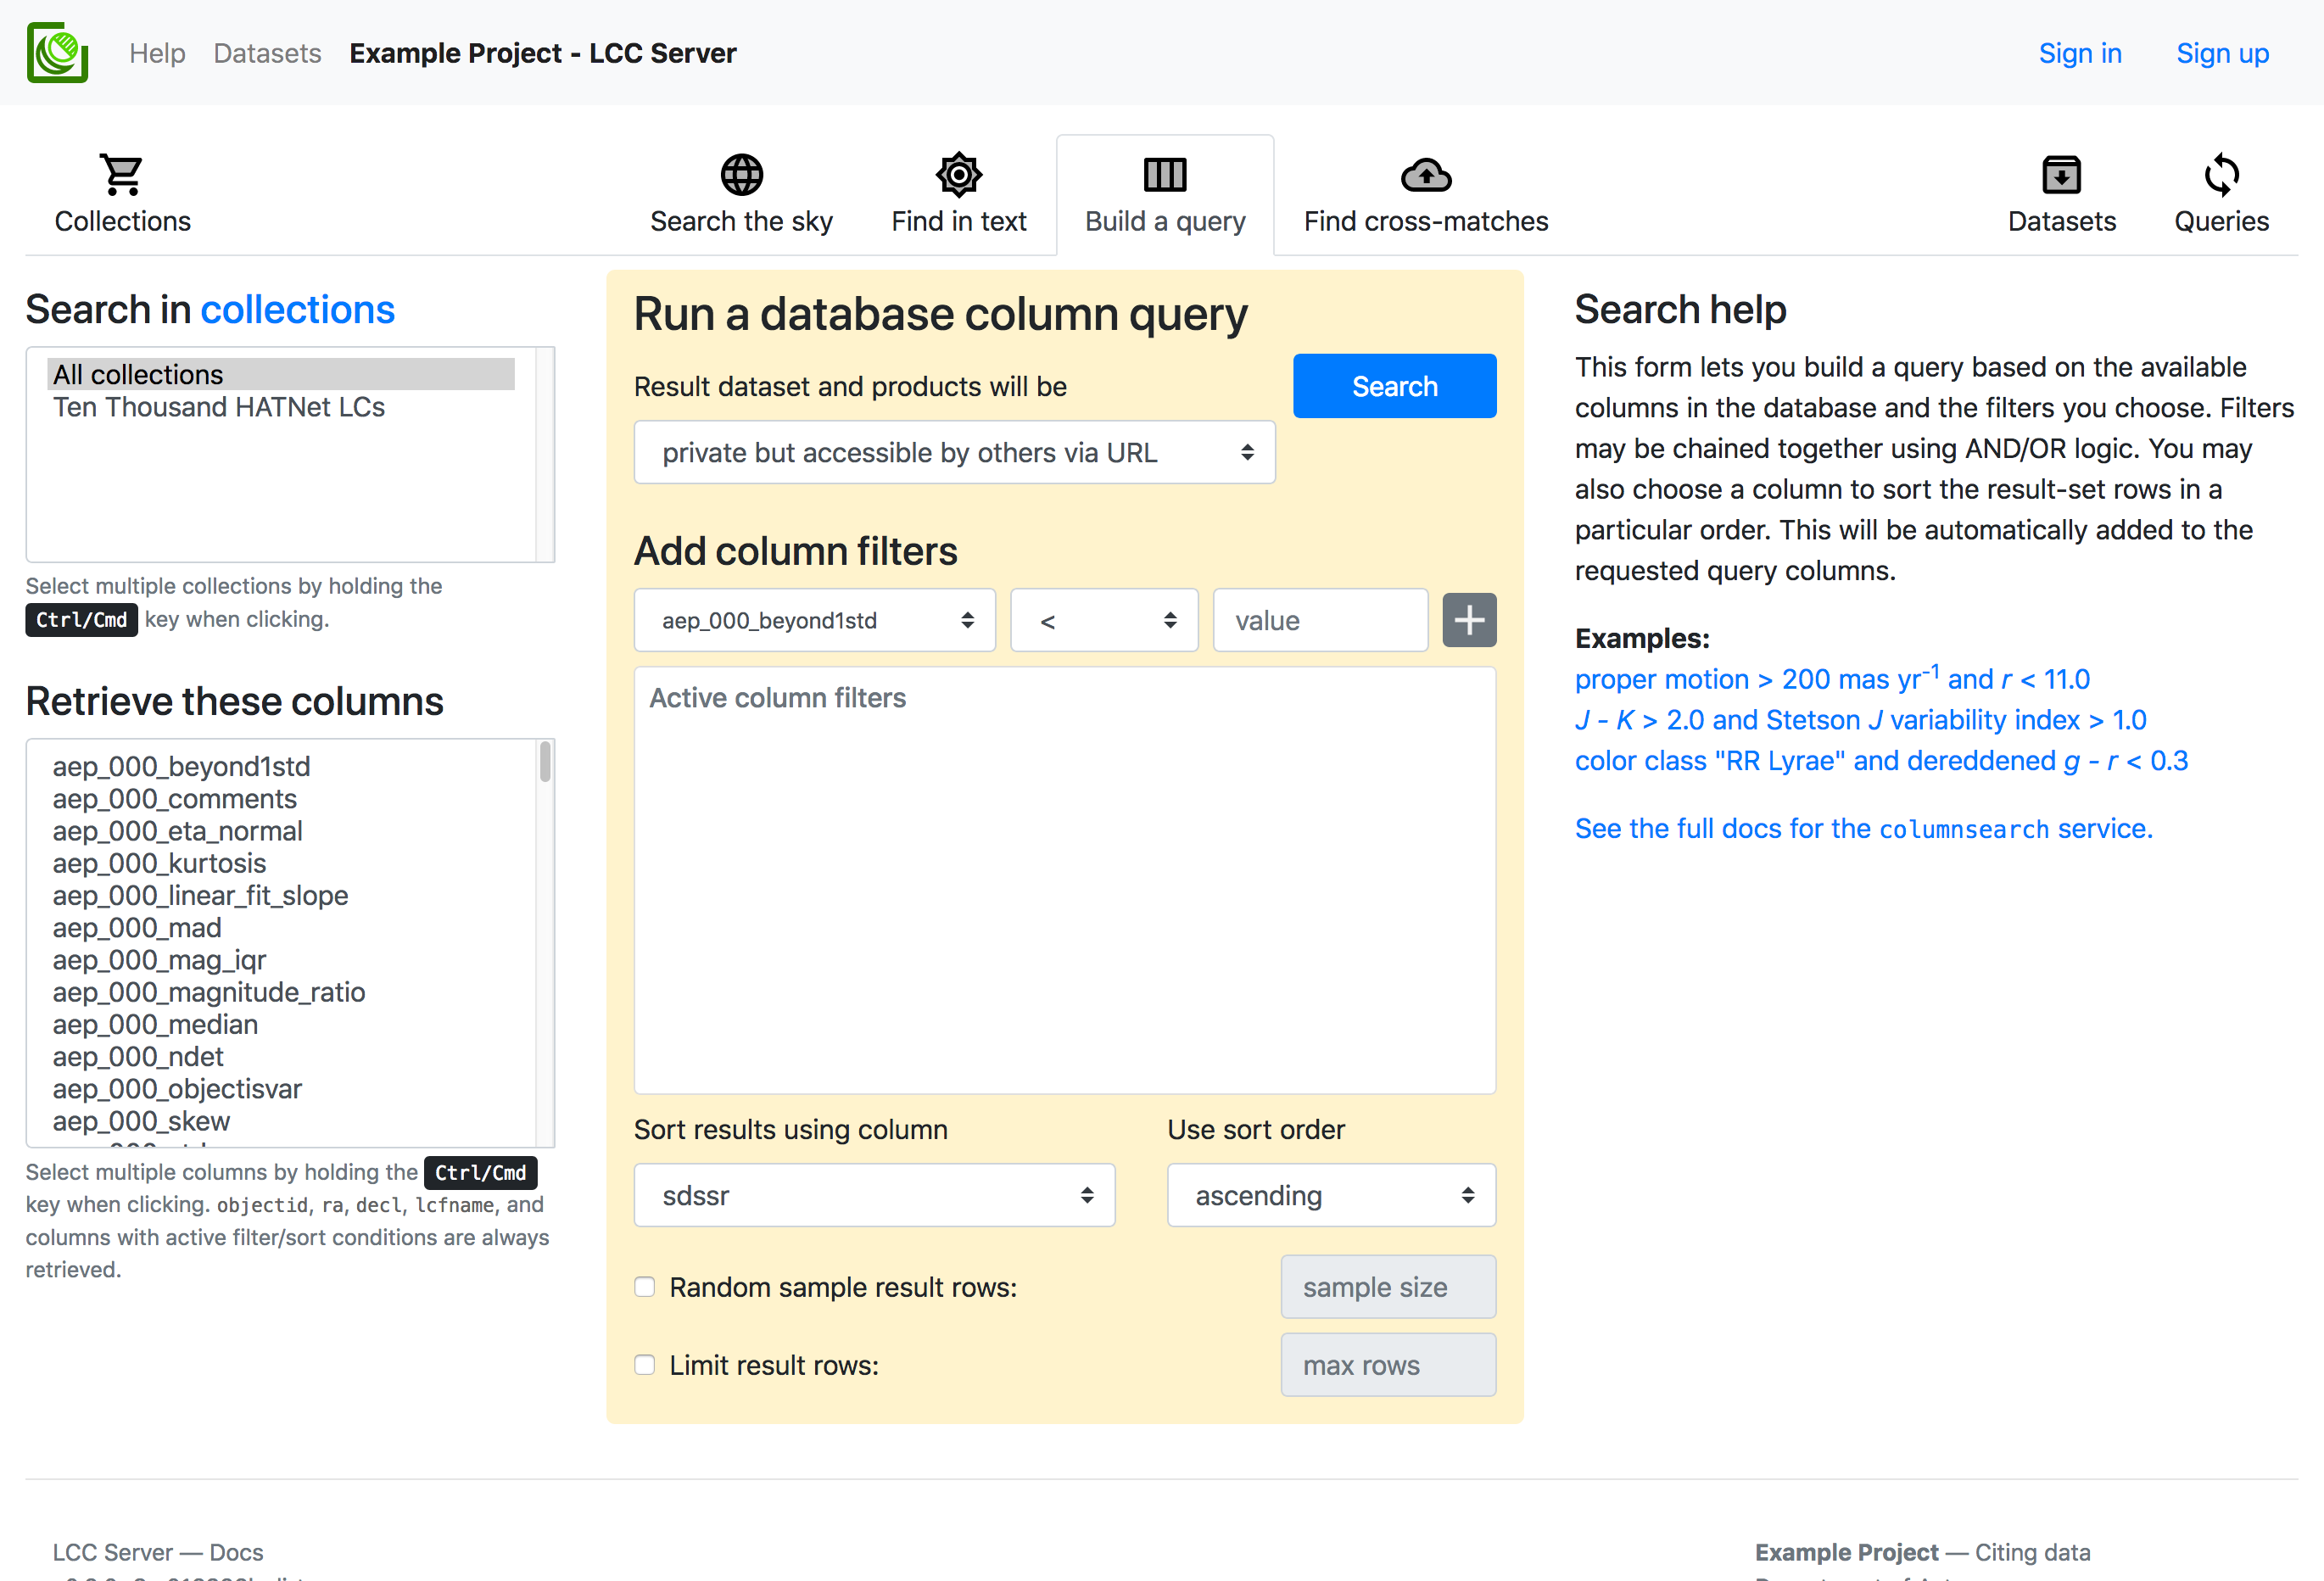 Help Datasets Example Project - LCC Server Sign in Sign up
Collections Search the sky Find in text Build a query Find cross-matches Datasets Queries
Search in collections
All collections
Ten Thousand HATNet LCs
Select multiple collections by holding the
Ctrl/Cmd key when clicking.
Retrieve these columns
aep_000_beyond1std
aep_000_comments
aep_000_eta_normal
aep_000_kurtosis
aep_000_linear_fit_slope
aep_000_mad
aep_000_mag_iqr
aep_000_magnitude_ratio
aep_000_median
aep_000_ndet
aep_000_objectisvar
aep_000_skew
Select multiple columns by holding the Ctrl/Cmd
key when clicking. objectid, ra, decl, lcfname, and
columns with active filter/sort conditions are always
retrieved.
Run a database column query
Result dataset and products will be
Search
private but accessible by others via URL
Add column filters
aep_000_beyond1std < value
Active column filters
Sort results using column Use sort order
sdssr ascending
Random sample result rows: sample size
Limit result rows: max rows
Search help
This form lets you build a query based on the available
columns in the database and the filters you choose. Filters
may be chained together using AND/OR logic. You may
also choose a column to sort the result-set rows in a
particular order. This will be automatically added to the
requested query columns.
Examples:
proper motion > 200 mas yr⁻¹ and r < 11.0
J - K > 2.0 and Stetson J variability index > 1.0
color class "RR Lyrae" and dereddened g - r < 0.3
See the full docs for the columnsearch service.
LCC Server — Docs
Example Project — Citing data